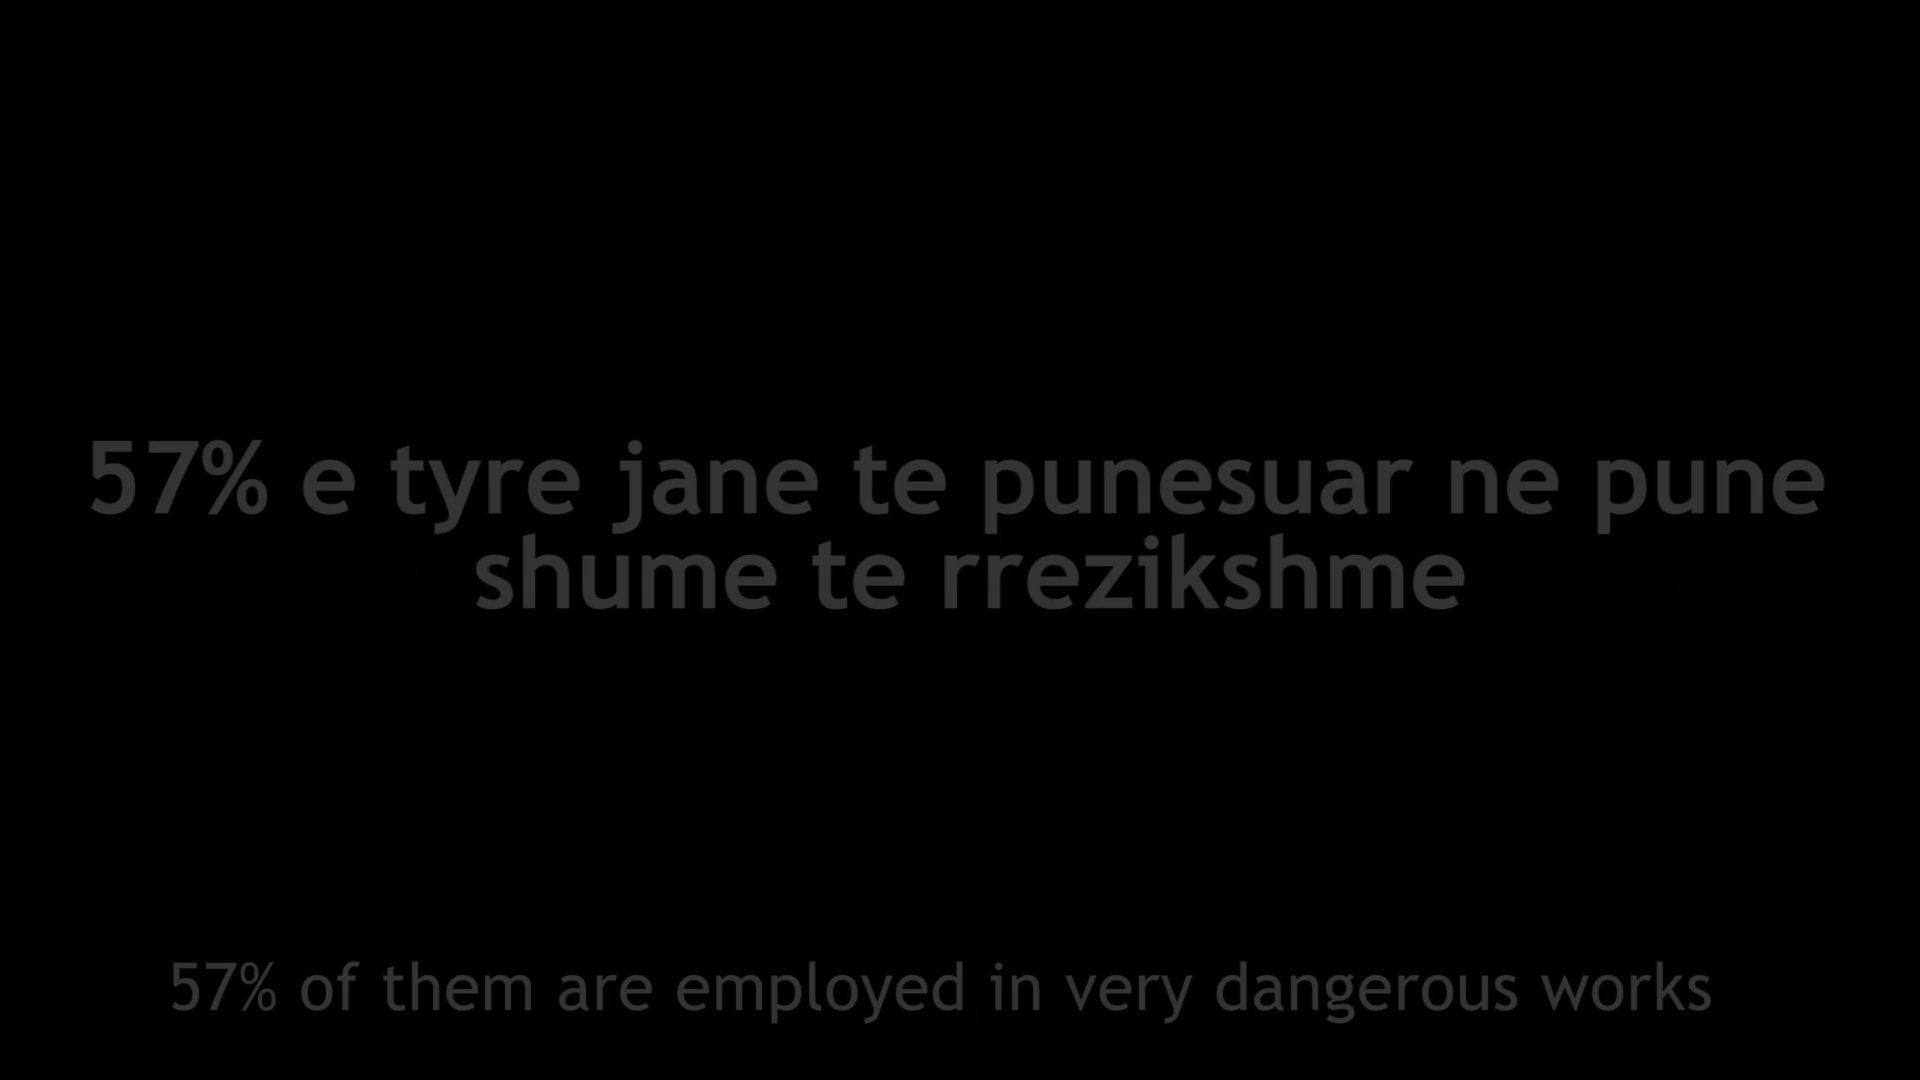 57% e tyre jane te punesuar ne pune
shume te rrezikshme
57% of them are employed in very dangerous works